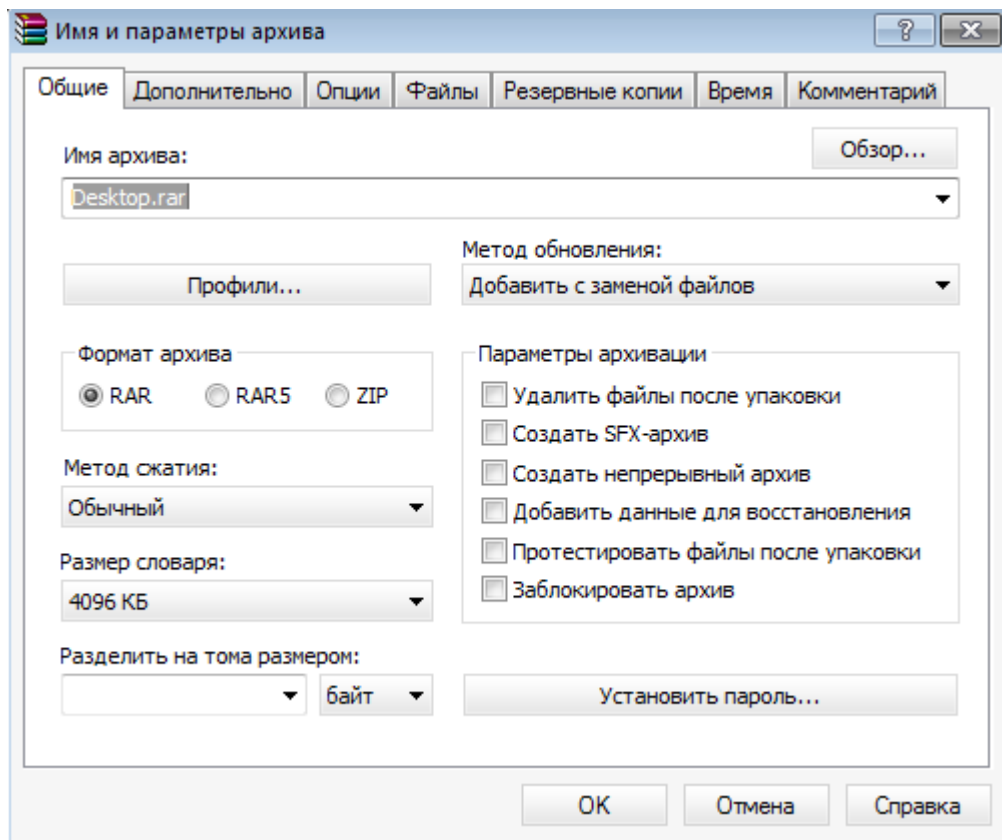 Имя и параметры архива
?
Общие Дополнительно Опции Файлы Резервные копии Время Комментарий
Обзор...
Имя архива:
Desktop.rar
Метод обновления:
Профили...
Добавить с заменой файлов
Формат архива
Параметры архивации
RAR RAR5 ZIP
Удалить файлы после упаковки
Создать SFX-архив
Метод сжатия:
Создать непрерывный архив
Обычный
Добавить данные для восстановления
Размер словаря:
Протестировать файлы после упаковки
4096 КБ
Заблокировать архив
Разделить на тома размером:
байт
Установить пароль...
ОК Отмена Справка